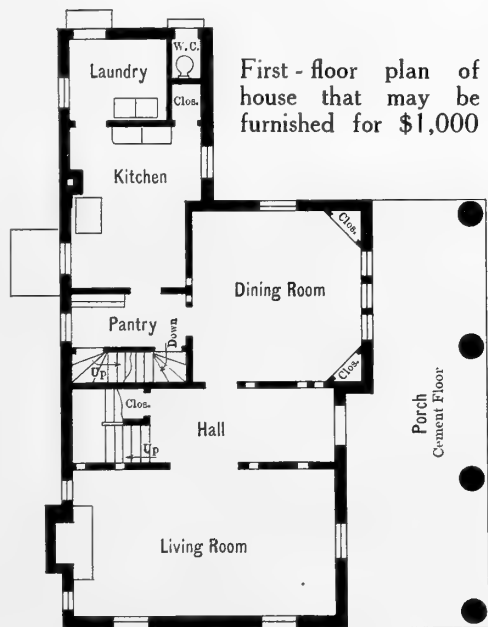 First - floor plan of
house that may be
furnished for $1,000
W.C.
Laundry
Clos.
Kitchen
Clos.
Dining Room
Pantry
Down
Up
Clos.
Clos.
Hall
Up
Porch
Cement Floor
Living Room